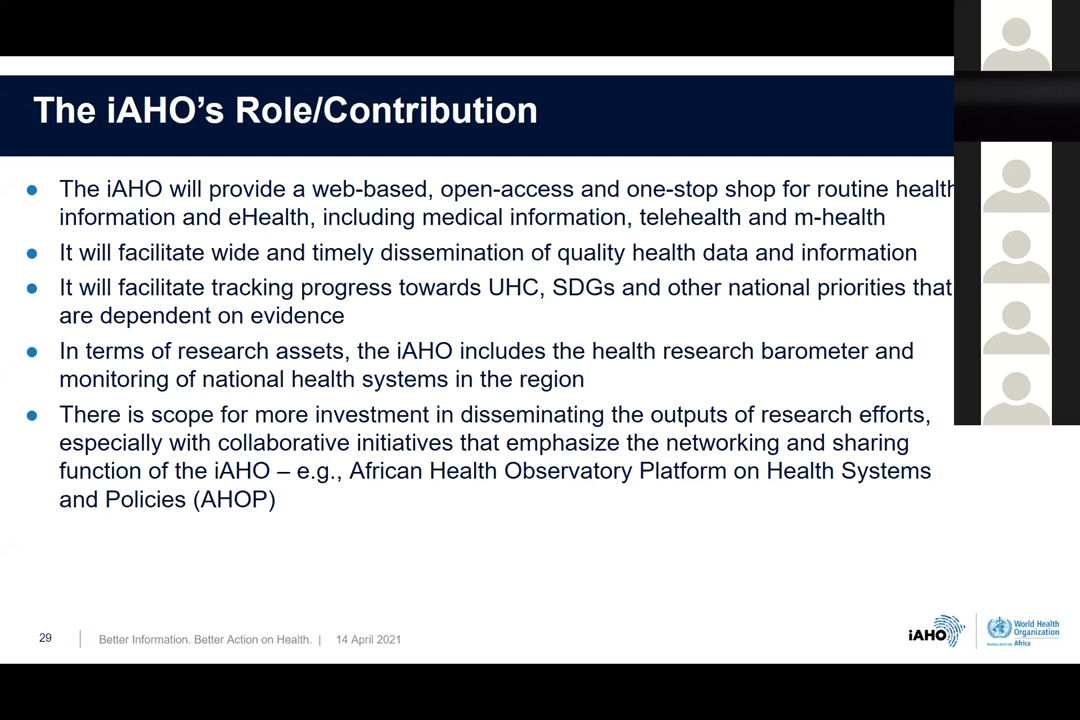 The iAHO's Role/Contribution
● The iAHO will provide a web-based, open-access and one-stop shop for routine health
information and eHealth, including medical information, telehealth and m-health
● It will facilitate wide and timely dissemination of quality health data and information
● It will facilitate tracking progress towards UHC, SDGs and other national priorities that
are dependent on evidence
● In terms of research assets, the iAHO includes the health research barometer and
monitoring of national health systems in the region
● There is scope for more investment in disseminating the outputs of research efforts,
especially with collaborative initiatives that emphasize the networking and sharing
function of the iAHO – e.g., African Health Observatory Platform on Health Systems
and Policies (AHOP)
29 Better Information. Better Action on Health. | 14 April 2021
iAHO
World Health
Organization
Africa